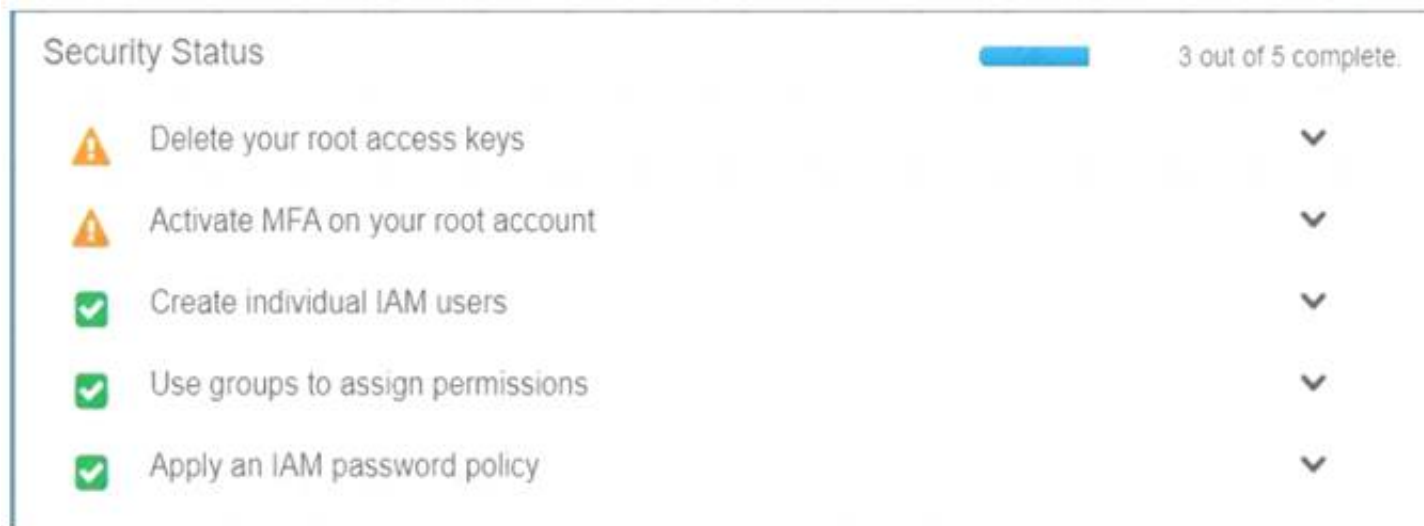 Security Status
3 out of 5 complete.
Delete your root access keys
Activate MFA on your root account
Create individual IAM users
Use groups to assign permissions
Apply an IAM password policy